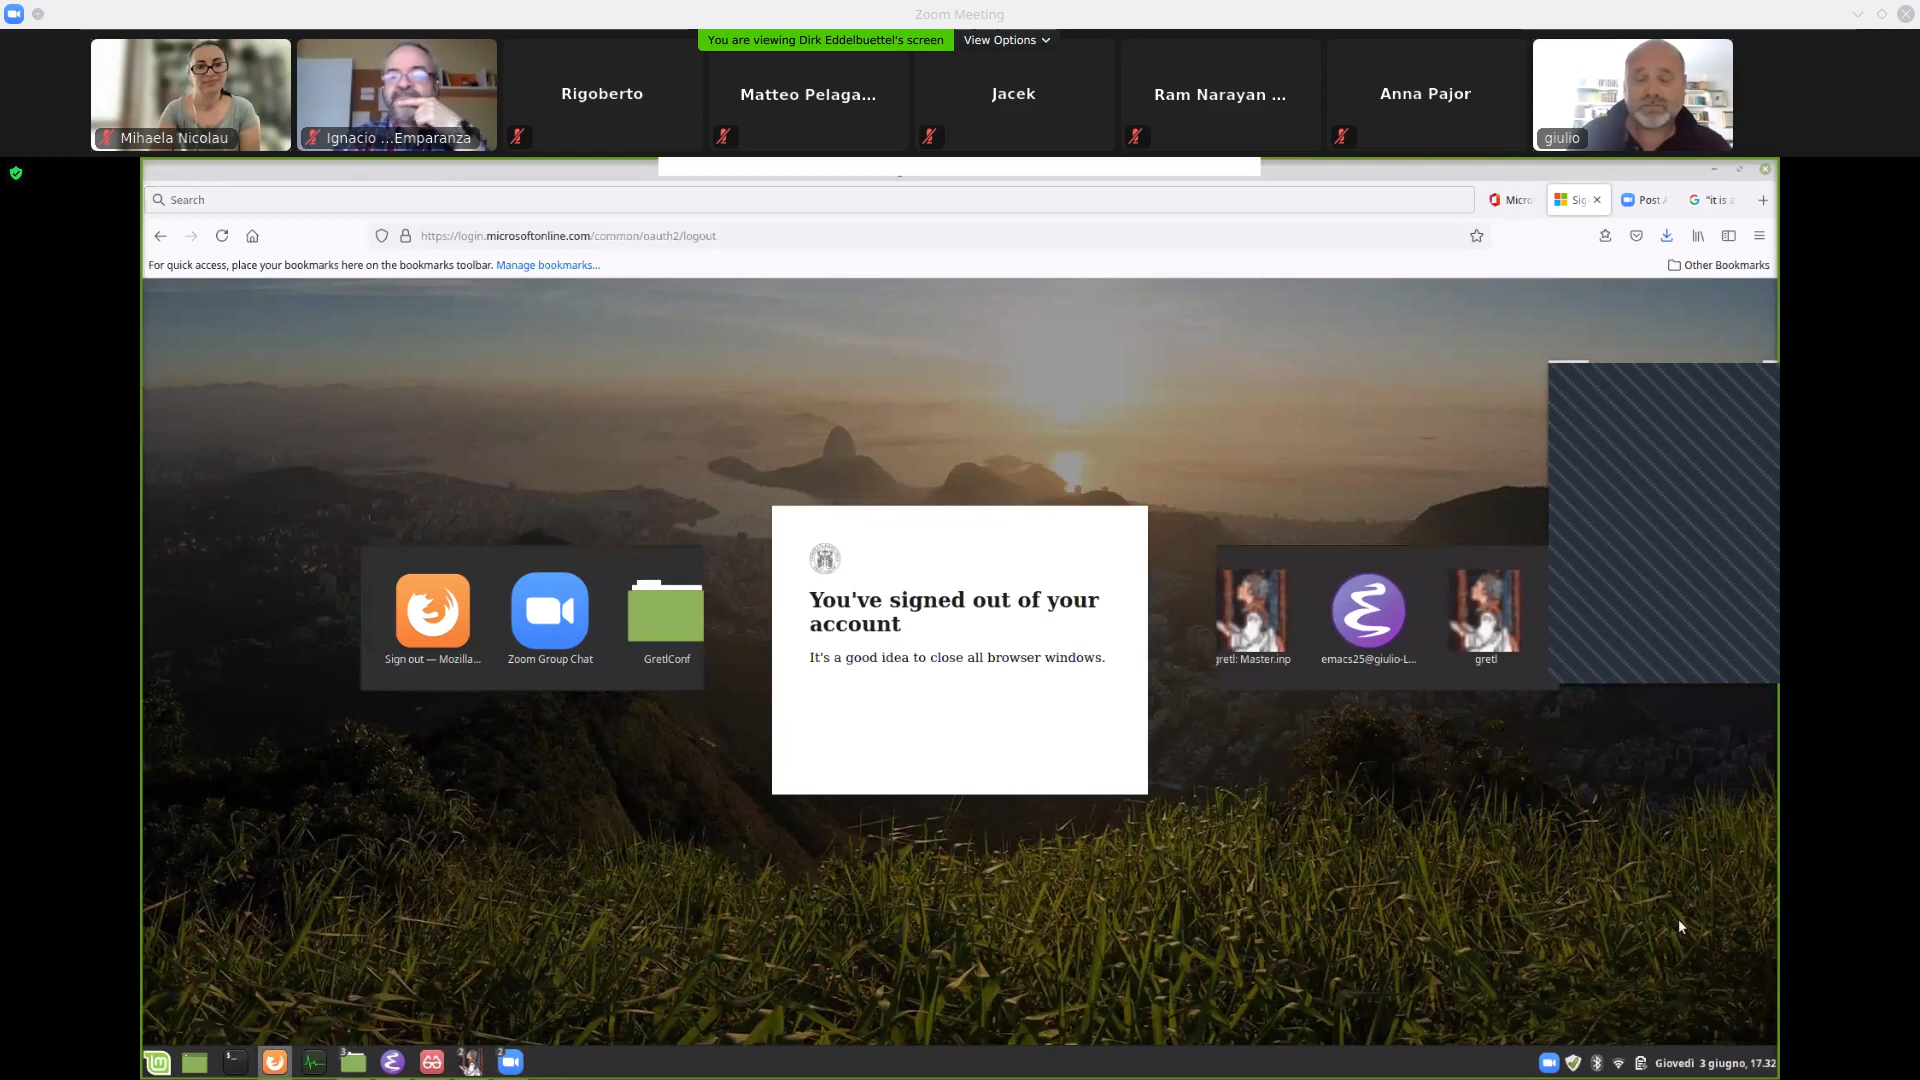 Zoom Meeting
You are viewing Dirk Eddelbuettel's screen
View Options
Mihaela Nicolau
Ignacio ...Emparanza
Rigoberto
Matteo Pelaga...
Jacek
Ram Narayan ...
Anna Pajor
giulio
Search
Micro
Sig
Post A
"it is a
https://login.microsoftonline.com/common/oauth2/logout
For quick access, place your bookmarks here on the bookmarks toolbar. Manage bookmarks...
Other Bookmarks
You've signed out of your
account
It's a good idea to close all browser windows.
Sign out — Mozilla...
Zoom Group Chat
GretlConf
gretl: Master.inp
emacs25@giulio-L...
gretl
3
2
2
Giovedì 3 giugno, 17.32